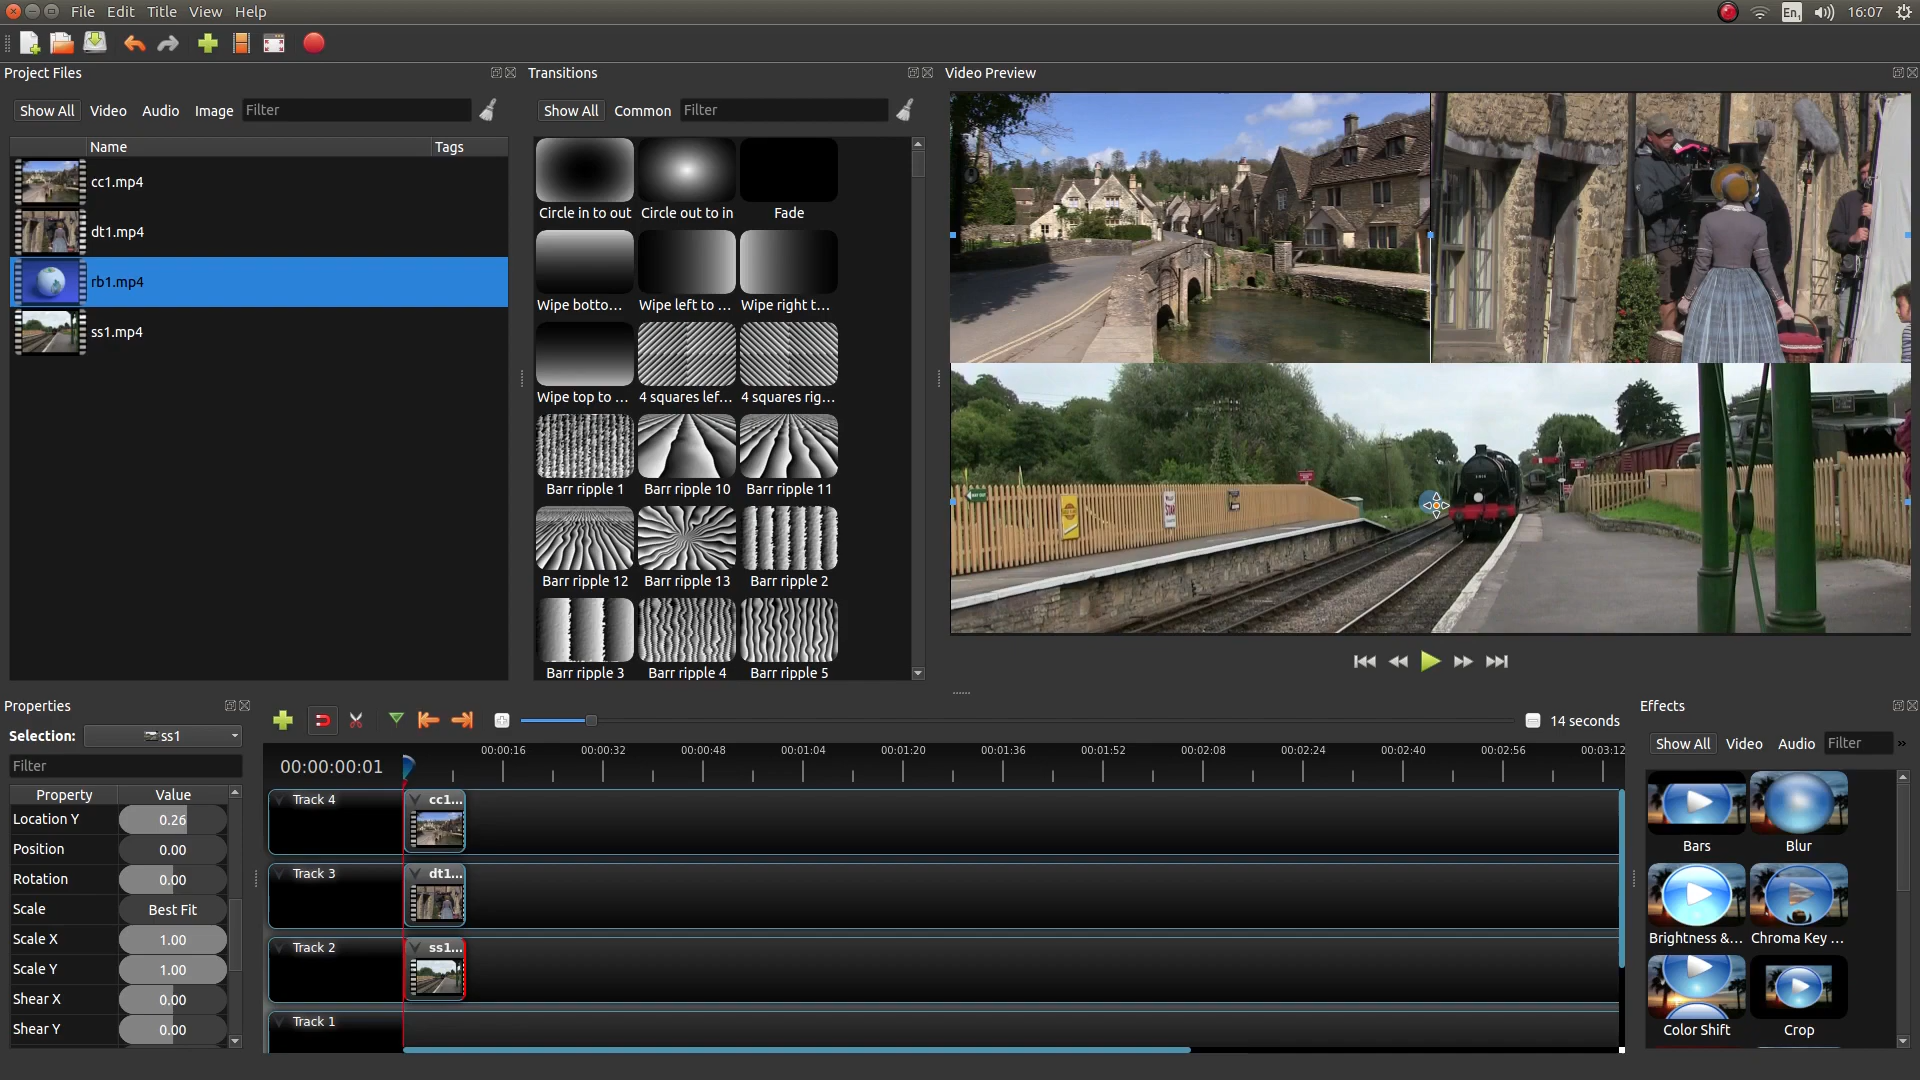 File Edit Title View Help
En1 16:07
Project Files
Transitions
Video Preview
Show All Video Audio Image Filter
Show All Common Filter
Name Tags
cc1.mp4
dt1.mp4
rb1.mp4
ss1.mp4
Circle in to out Circle out to in Fade
Wipe botto... Wipe left to ... Wipe right t...
Wipe top to ... 4 squares lef... 4 squares rig...
Barr ripple 1 Barr ripple 10 Barr ripple 11
Barr ripple 12 Barr ripple 13 Barr ripple 2
Barr ripple 3 Barr ripple 4 Barr ripple 5
Properties
Selection: ss1
Filter
Property Value
Location Y 0.26
Position 0.00
Rotation 0.00
Scale Best Fit
Scale X 1.00
Scale Y 1.00
Shear X 0.00
Shear Y 0.00
14 seconds
00:00:00:01
00:00:16 00:00:32 00:00:48 00:01:04 00:01:20 00:01:36 00:01:52 00:02:08 00:02:24 00:02:40 00:02:56 00:03:12
Track 4 cc1...
Track 3 dt1...
Track 2 ss1...
Track 1
Effects
Show All Video Audio Filter »
Bars Blur
Brightness &... Chroma Key ...
Color Shift Crop